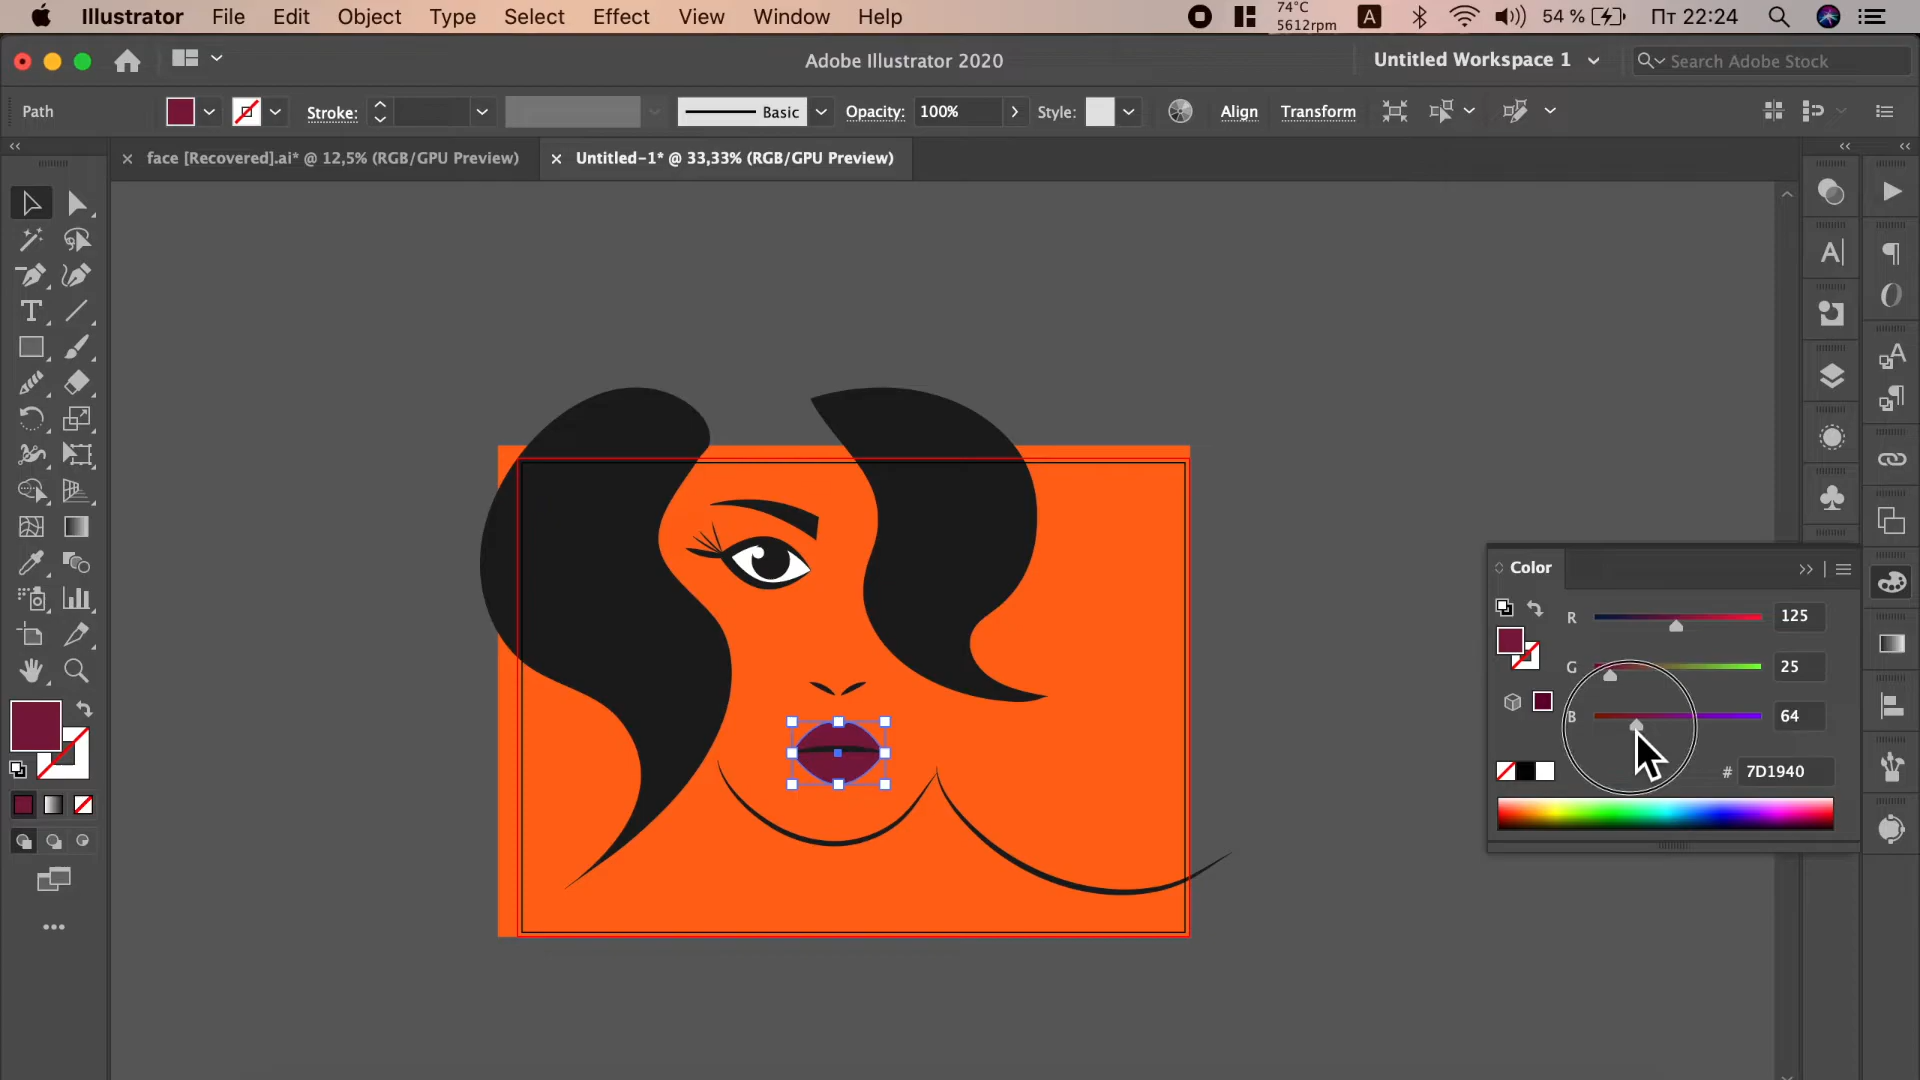 Illustrator File Edit Object Type Select Effect View Window Help 74°C 5612rpm A 54 % Пт 22:24
Adobe Illustrator 2020 Untitled Workspace 1 Search Adobe Stock
Path Stroke: Basic Opacity: 100% Style: Align Transform
face [Recovered].ai* @ 12,5% (RGB/GPU Preview) Untitled-1* @ 33,33% (RGB/GPU Preview)
Color
R 125
G 25
B 64
# 7D1940